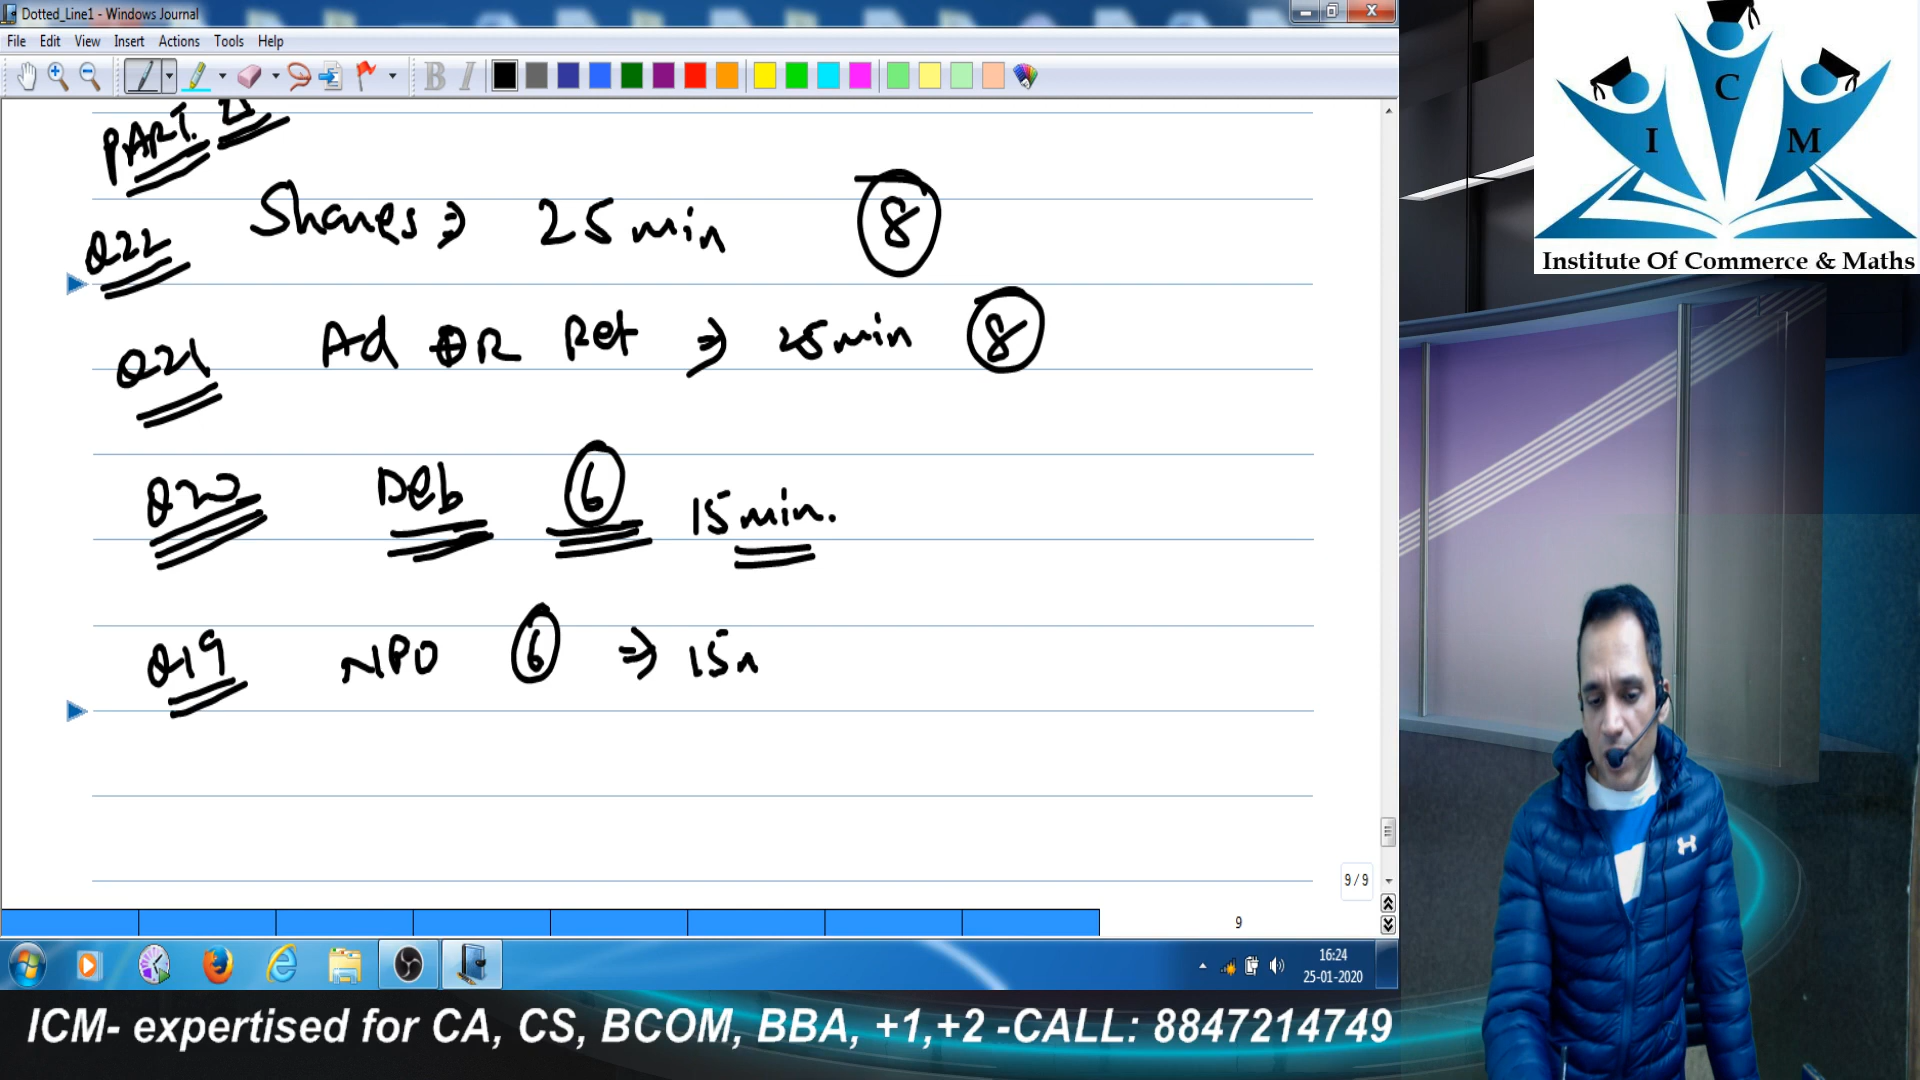 Dotted_Line1 - Windows Journal
File Edit View Insert Actions Tools Help
B I
PART.
Q22 Shares ⇒ 25 min 8
Q21 Ad OR Ret ⇒ 25 min 8
Q20 Deb 6 15 min.
Q19 NPO 6 ⇒ 15
9 / 9
9
16:24
25-01-2020
I C M
Institute Of Commerce & Maths
ICM- expertised for CA, CS, BCOM, BBA, +1,+2 -CALL: 8847214749